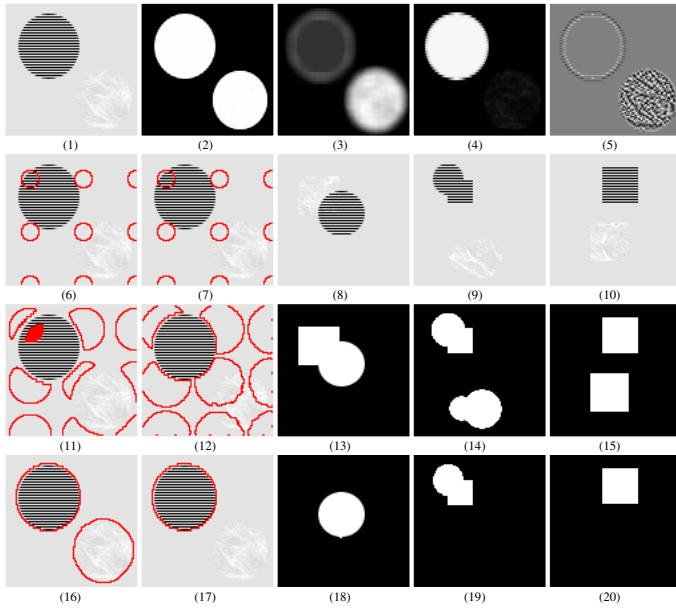 (1) (2) (3) (4) (5)
(6) (7) (8) (9) (10)
(11) (12) (13) (14) (15)
(16) (17) (18) (19) (20)